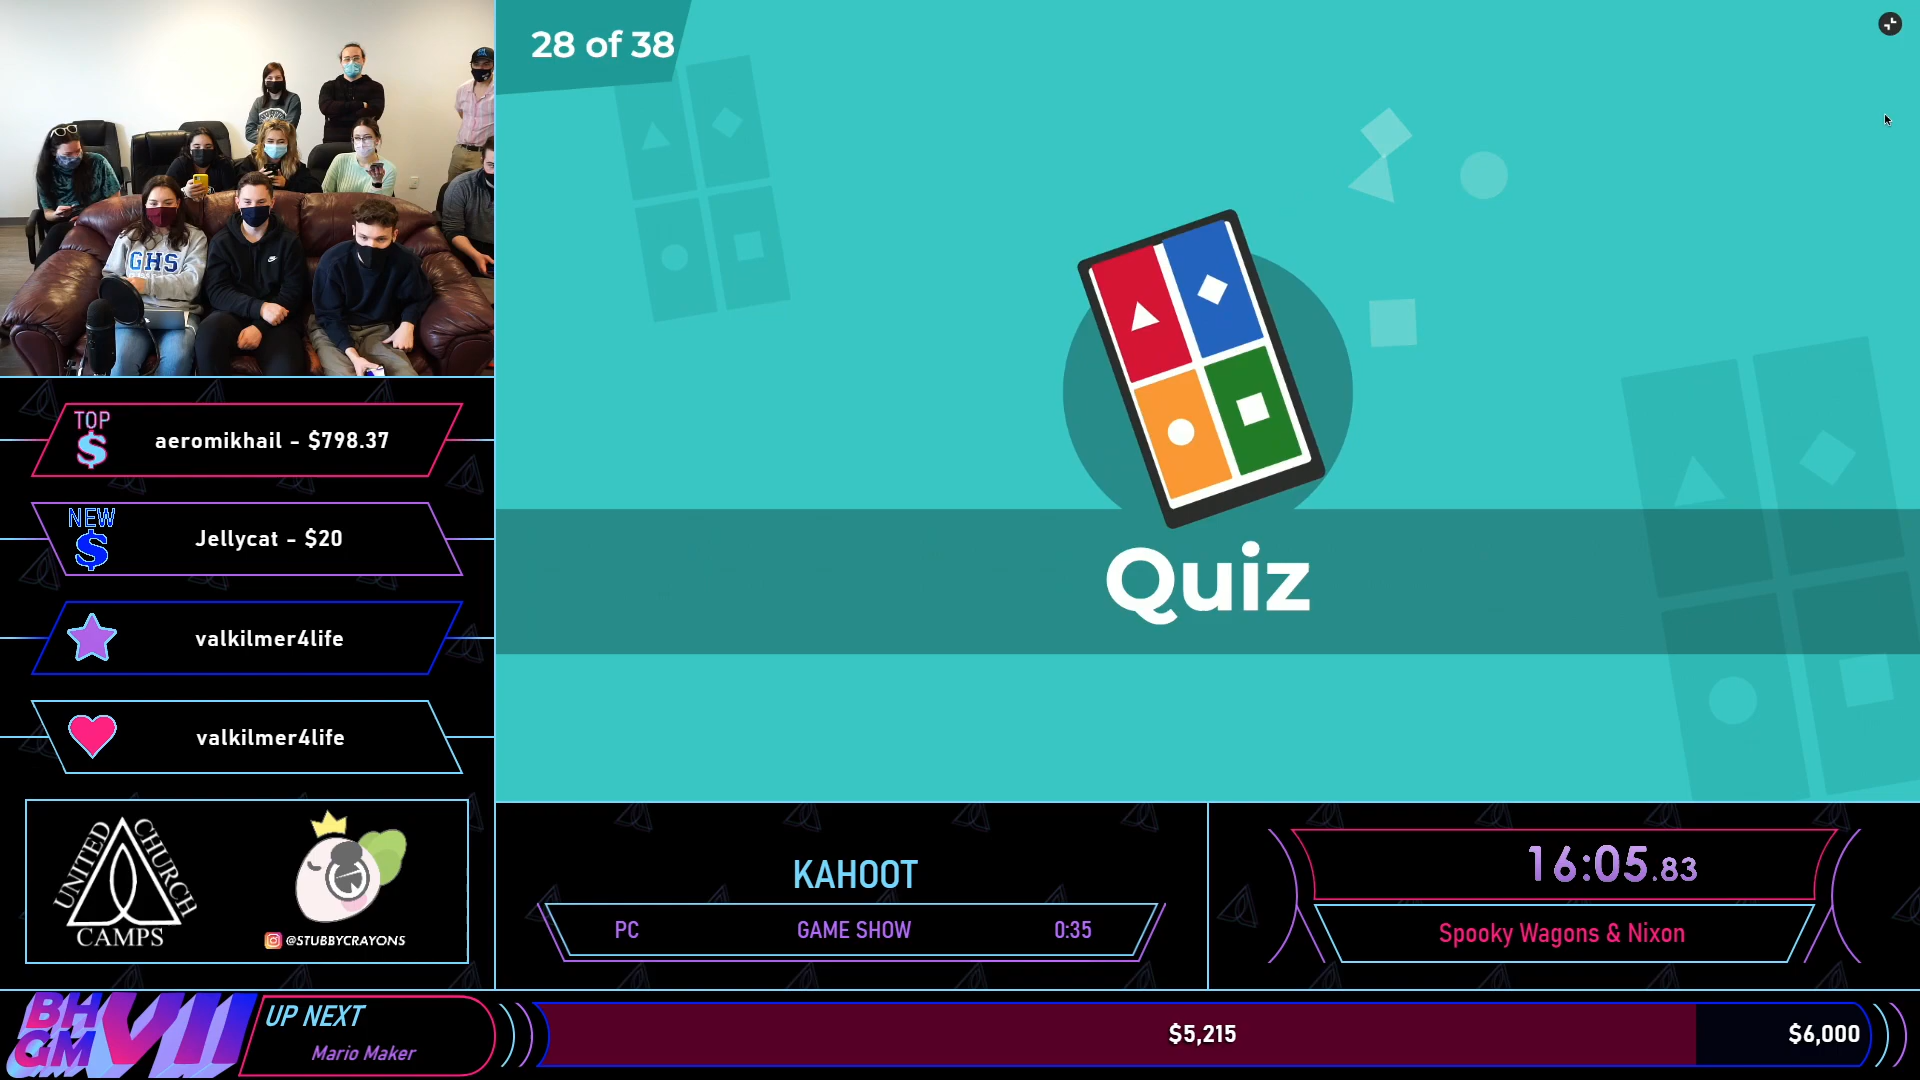 28 of 38
GHS
Quiz
TOP
$
aeromikhail - $798.37
NEW
$
Jellycat - $20
valkilmer4life
valkilmer4life
UNITED CHURCH
CAMPS
@STUBBYCRAYONS
KAHOOT
PC GAME SHOW 0:35
16:05.83
Spooky Wagons & Nixon
BH
GM
VII
UP NEXT
Mario Maker
$5,215
$6,000